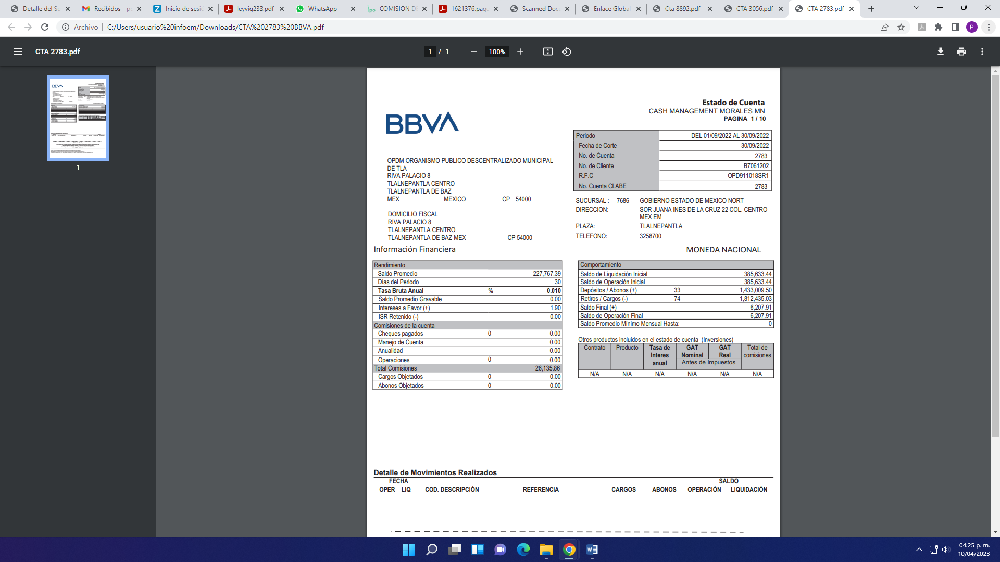 Detalle del Se
Recibidos - po
Inicio de sesió
leyvig233.pdf
WhatsApp
COMISION DE
1621376.page
Scanned Docu
Enlace Global
Cta 8892.pdf
CTA 3056.pdf
CTA 2783.pdf
Archivo | C:/Users/usuario%20infoem/Downloads/CTA%202783%20BBVA.pdf
P
CTA 2783.pdf
1 / 1
100%
1
BBVA
Estado de Cuenta
CASH MANAGEMENT MORALES MN
PAGINA 1 / 10
Periodo DEL 01/09/2022 AL 30/09/2022
Fecha de Corte 30/09/2022
No. de Cuenta 2783
No. de Cliente B7061202
R.F.C OPD911018SR1
No. Cuenta CLABE 2783
OPDM ORGANISMO PUBLICO DESCENTRALIZADO MUNICIPAL
DE TLA
RIVA PALACIO 8
TLALNEPANTLA CENTRO
TLALNEPANTLA DE BAZ
MEX MEXICO CP 54000
DOMICILIO FISCAL
RIVA PALACIO 8
TLALNEPANTLA CENTRO
TLALNEPANTLA DE BAZ MEX CP 54000
SUCURSAL : 7686 GOBIERNO ESTADO DE MEXICO NORT
DIRECCION: SOR JUANA INES DE LA CRUZ 22 COL. CENTRO
MEX EM
PLAZA: TLALNEPANTLA
TELEFONO: 3258700
Información Financiera
MONEDA NACIONAL
Rendimiento
Saldo Promedio 227,767.39
Días del Periodo 30
Tasa Bruta Anual % 0.010
Saldo Promedio Gravable 0.00
Intereses a Favor (+) 1.90
ISR Retenido (-) 0.00
Comisiones de la cuenta
Cheques pagados 0 0.00
Manejo de Cuenta 0.00
Anualidad 0.00
Operaciones 0 0.00
Total Comisiones 26,135.86
Cargos Objetados 0 0.00
Abonos Objetados 0 0.00
Comportamiento
Saldo de Liquidación Inicial 385,633.44
Saldo de Operación Inicial 385,633.44
Depósitos / Abonos (+) 33 1,433,009.50
Retiros / Cargos (-) 74 1,812,435.03
Saldo Final (+) 6,207.91
Saldo de Operación Final 6,207.91
Saldo Promedio Mínimo Mensual Hasta: 0
Otros productos incluidos en el estado de cuenta (Inversiones)
Contrato Producto Tasa de GAT GAT Total de
Interes Nominal Real comisiones
anual Antes de Impuestos
N/A N/A N/A N/A N/A N/A
Detalle de Movimientos Realizados
FECHA SALDO
OPER LIQ COD. DESCRIPCIÓN REFERENCIA CARGOS ABONOS OPERACIÓN LIQUIDACIÓN
04:25 p. m.
10/04/2023